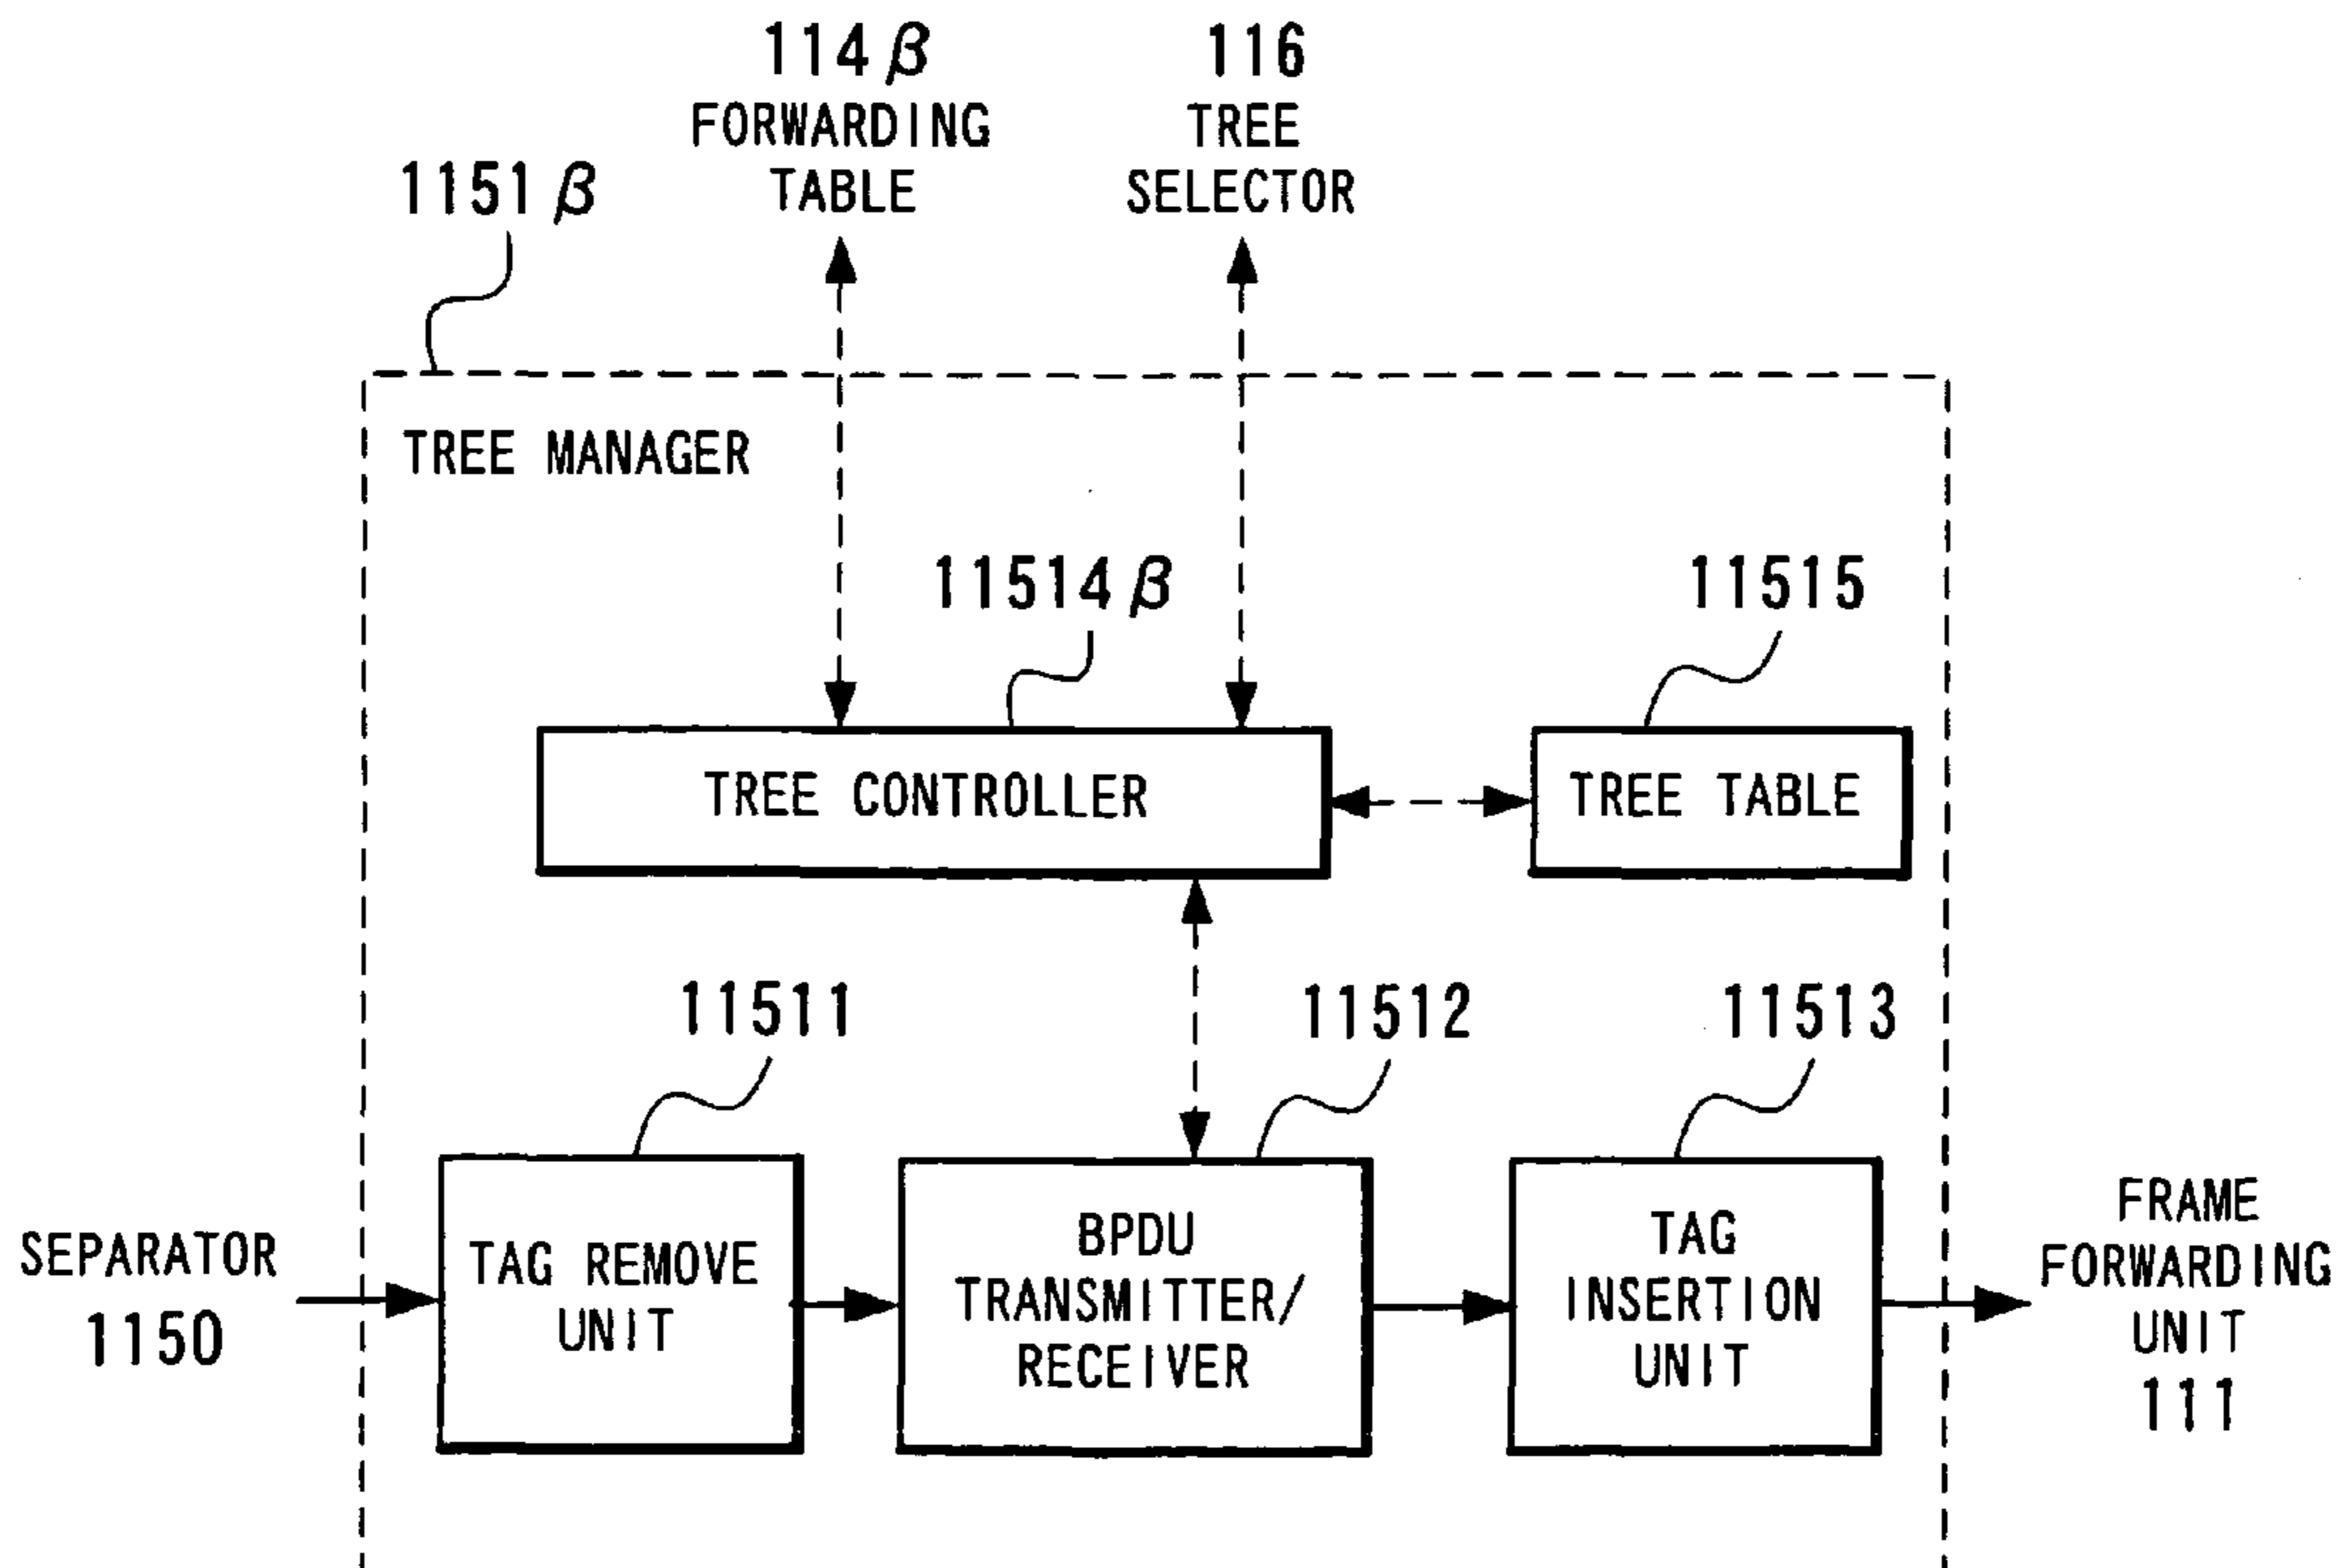 114β
FORWARDING
TABLE
116
TREE
SELECTOR
1151β
TREE MANAGER
11514β
11515
TREE CONTROLLER
TREE TABLE
11511
11512
11513
SEPARATOR
1150
TAG REMOVE
UNIT
BPDU
TRANSMITTER/
RECEIVER
TAG
INSERTION
UNIT
FRAME
FORWARDING
UNIT
111